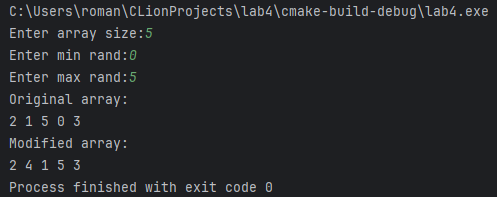 C:\Users\roman\CLionProjects\lab4\cmake-build-debug\lab4.exe
Enter array size:5
Enter min rand:0
Enter max rand:5
Original array:
2 1 5 0 3
Modified array:
2 4 1 5 3
Process finished with exit code 0